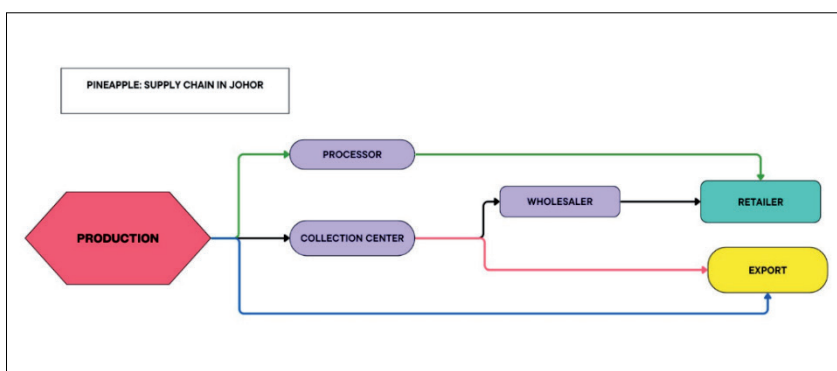 PINEAPPLE: SUPPLY CHAIN IN JOHOR
PROCESSOR
WHOLESALER
RETAILER
PRODUCTION
COLLECTION CENTER
EXPORT